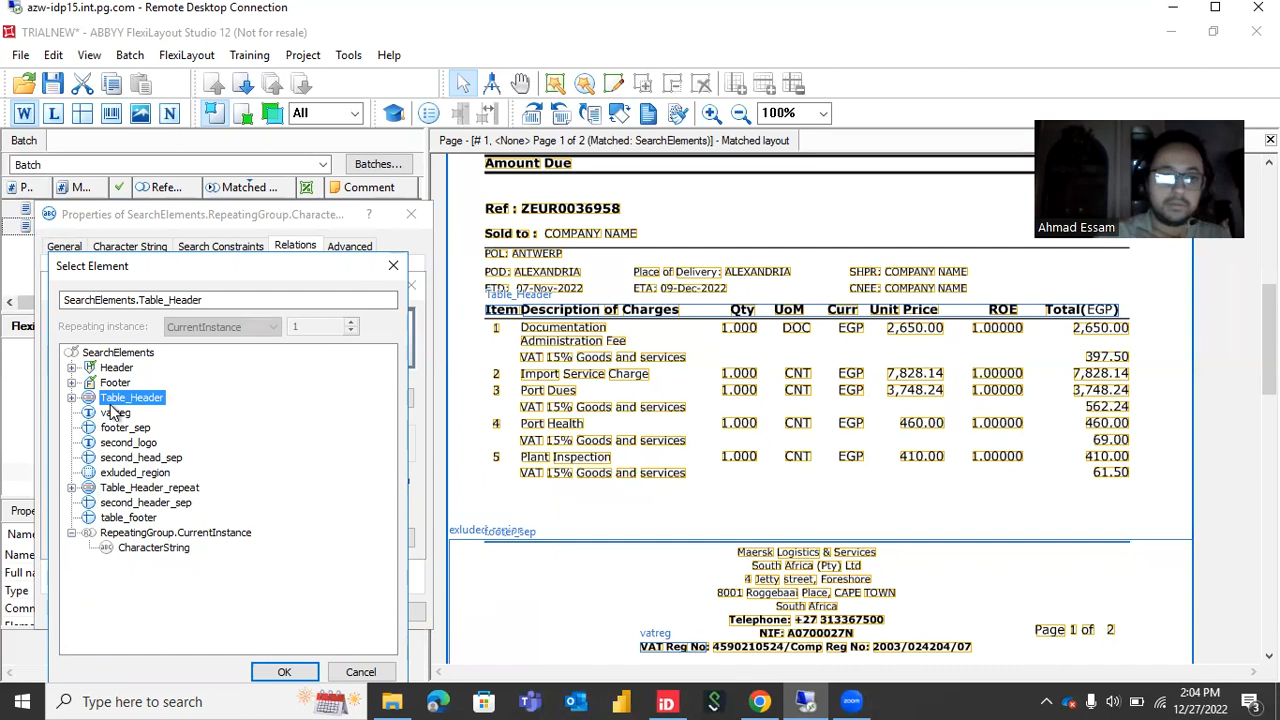 azw-idp15.int.pg.com - Remote Desktop Connection
TRIALNEW* - ABBYY FlexiLayout Studio 12 (Not for resale)
File Edit View Batch FlexiLayout Training Project Tools Help
W L N All 100%
Batch
Page - [# 1, <None> Page 1 of 2 (Matched: SearchElements)] - Matched layout
Batch Batches...
P... M... Refe... Matched ... Comment
Properties of SearchElements.RepeatingGroup.Characte... ?
General Character String Search Constraints Relations Advanced
Select Element
SearchElements.Table_Header
Repeating instance: CurrentInstance 1
SearchElements
Header
Footer
Table_Header
vatreg
footer_sep
second_logo
second_head_sep
exluded_region
Table_Header_repeat
second_header_sep
table_footer
RepeatingGroup.CurrentInstance
CharacterString
OK Cancel
Flexi
Prope
Name
Full na
Type
Comm
Amount Due
Ref : ZEUR0036958
Sold to : COMPANY NAME
POL: ANTWERP
POD: ALEXANDRIA Place of Delivery: ALEXANDRIA SHPR: COMPANY NAME
ETD: 07-Nov-2022 ETA: 09-Dec-2022 CNEE: COMPANY NAME
Table_Header
Item Description of Charges Qty UoM Curr Unit Price ROE Total(EGP)
1 Documentation 1.000 DOC EGP 2,650.00 1.00000 2,650.00
Administration Fee
VAT 15% Goods and services 397.50
2 Import Service Charge 1.000 CNT EGP 7,828.14 1.00000 7,828.14
3 Port Dues 1.000 CNT EGP 3,748.24 1.00000 3,748.24
VAT 15% Goods and services 562.24
4 Port Health 1.000 CNT EGP 460.00 1.00000 460.00
VAT 15% Goods and services 69.00
5 Plant Inspection 1.000 CNT EGP 410.00 1.00000 410.00
VAT 15% Goods and services 61.50
footer_sep
Maersk Logistics & Services
South Africa (Pty) Ltd
4 Jetty street, Foreshore
8001 Roggebaai Place, CAPE TOWN
South Africa
Telephone: +27 313367500
NIF: A0700027N
vatreg
VAT Reg No: 4590210524/Comp Reg No: 2003/024204/07
Page 1 of 2
Ahmad Essam
Type here to search
iD
zoom
2:04 PM
12/27/2022
3